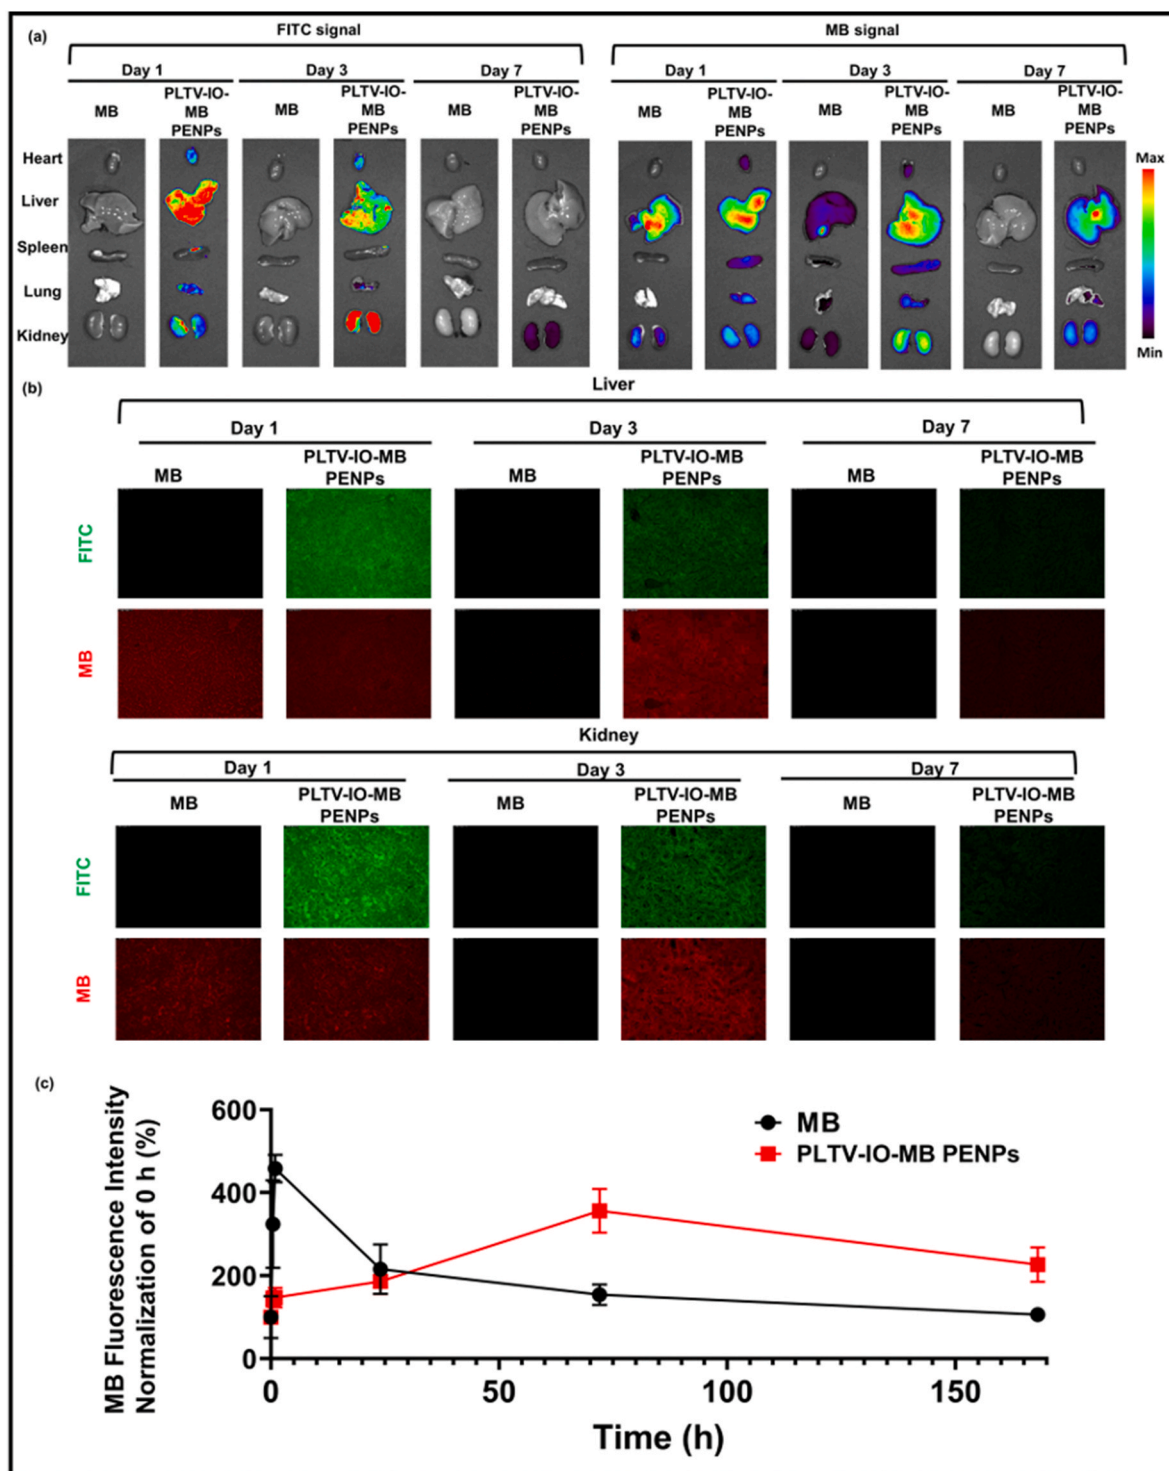 (a)
FITC signal
MB signal
Day 1
Day 3
Day 7
Day 1
Day 3
Day 7
MB
PLTV-IO-
MB
PENPs
MB
PLTV-IO-
MB
PENPs
MB
PLTV-IO-
MB
PENPs
MB
PLTV-IO-
MB
PENPs
MB
PLTV-IO-
MB
PENPs
MB
PLTV-IO-
MB
PENPs
Heart
Liver
Spleen
Lung
Kidney
Max
Min
(b)
Liver
Day 1
Day 3
Day 7
MB
PLTV-IO-MB
PENPs
MB
PLTV-IO-MB
PENPs
MB
PLTV-IO-MB
PENPs
FITC
MB
Kidney
Day 1
Day 3
Day 7
MB
PLTV-IO-MB
PENPs
MB
PLTV-IO-MB
PENPs
MB
PLTV-IO-MB
PENPs
FITC
MB
(c)
MB Fluorescence Intensity
Normalization of 0 h (%)
600
400
200
0
MB
PLTV-IO-MB PENPs
0
50
100
150
Time (h)